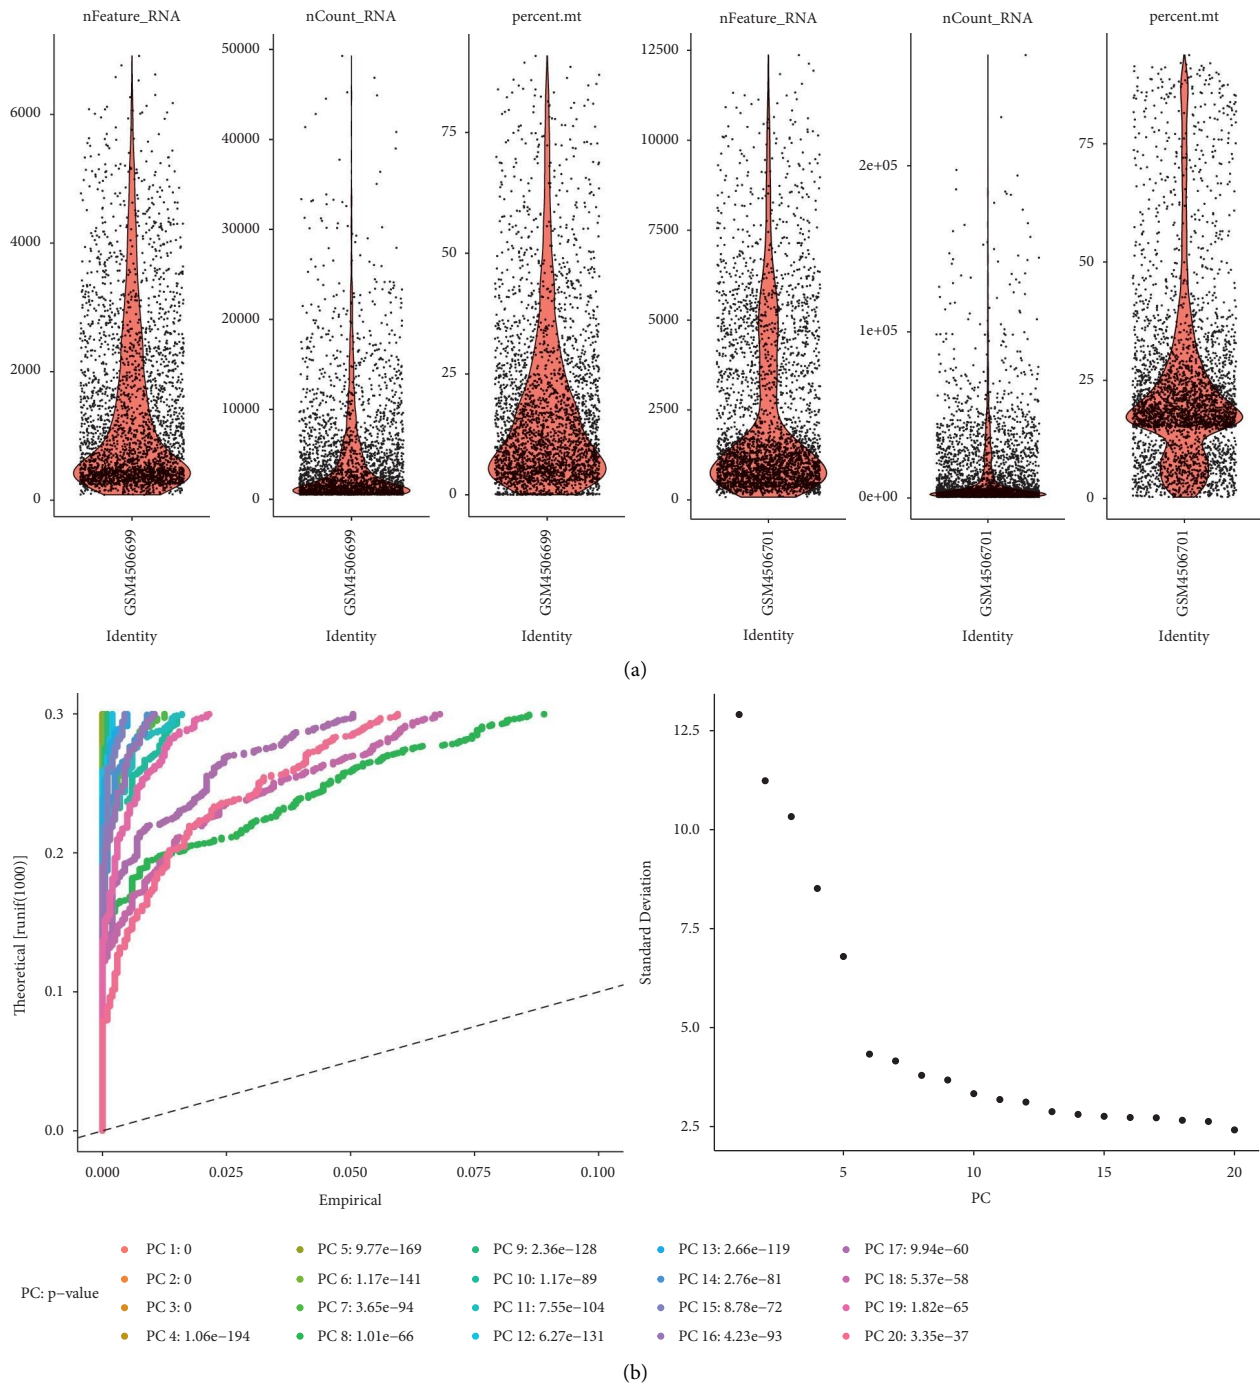 nFeature_RNA nCount_RNA percent.mt nFeature_RNA nCount_RNA percent.mt
6000
4000
2000
0
GSM4506699
Identity
50000
40000
30000
20000
10000
0
GSM4506699
Identity
75
50
25
0
GSM4506699
Identity
12500
10000
7500
5000
2500
0
GSM4506701
Identity
2e+05
1e+05
0e+00
GSM4506701
Identity
75
50
25
0
GSM4506701
Identity
(a)
Theoretical [runif(1000)]
0.3
0.2
0.1
0.0
0.000 0.025 0.050 0.075 0.100
Empirical
Standard Deviation
12.5
10.0
7.5
5.0
2.5
5 10 15 20
PC
PC: p−value
PC 1: 0
PC 2: 0
PC 3: 0
PC 4: 1.06e−194
PC 5: 9.77e−169
PC 6: 1.17e−141
PC 7: 3.65e−94
PC 8: 1.01e−66
PC 9: 2.36e−128
PC 10: 1.17e−89
PC 11: 7.55e−104
PC 12: 6.27e−131
PC 13: 2.66e−119
PC 14: 2.76e−81
PC 15: 8.78e−72
PC 16: 4.23e−93
PC 17: 9.94e−60
PC 18: 5.37e−58
PC 19: 1.82e−65
PC 20: 3.35e−37
(b)